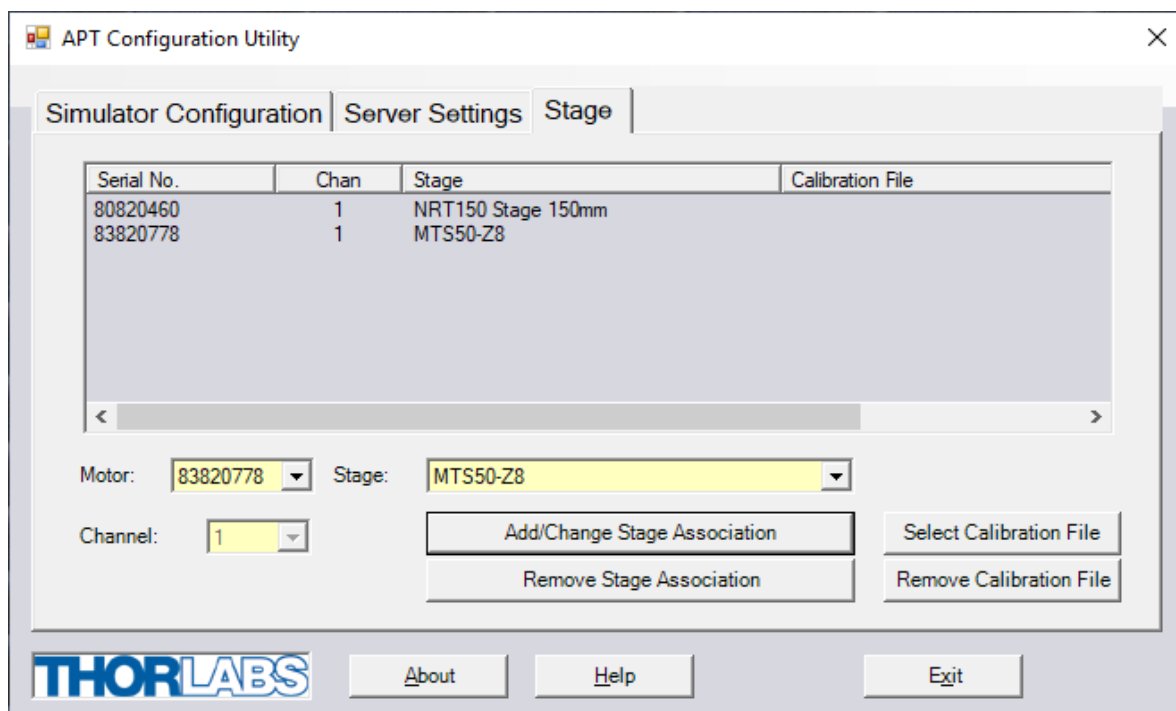 APT Configuration Utility
Simulator Configuration Server Settings Stage
Serial No. Chan Stage Calibration File
80820460 1 NRT150 Stage 150mm
83820778 1 MTS50-Z8
Motor: 83820778 Stage: MTS50-Z8
Channel: 1 Add/Change Stage Association Select Calibration File
Remove Stage Association Remove Calibration File
THORLABS About Help Exit